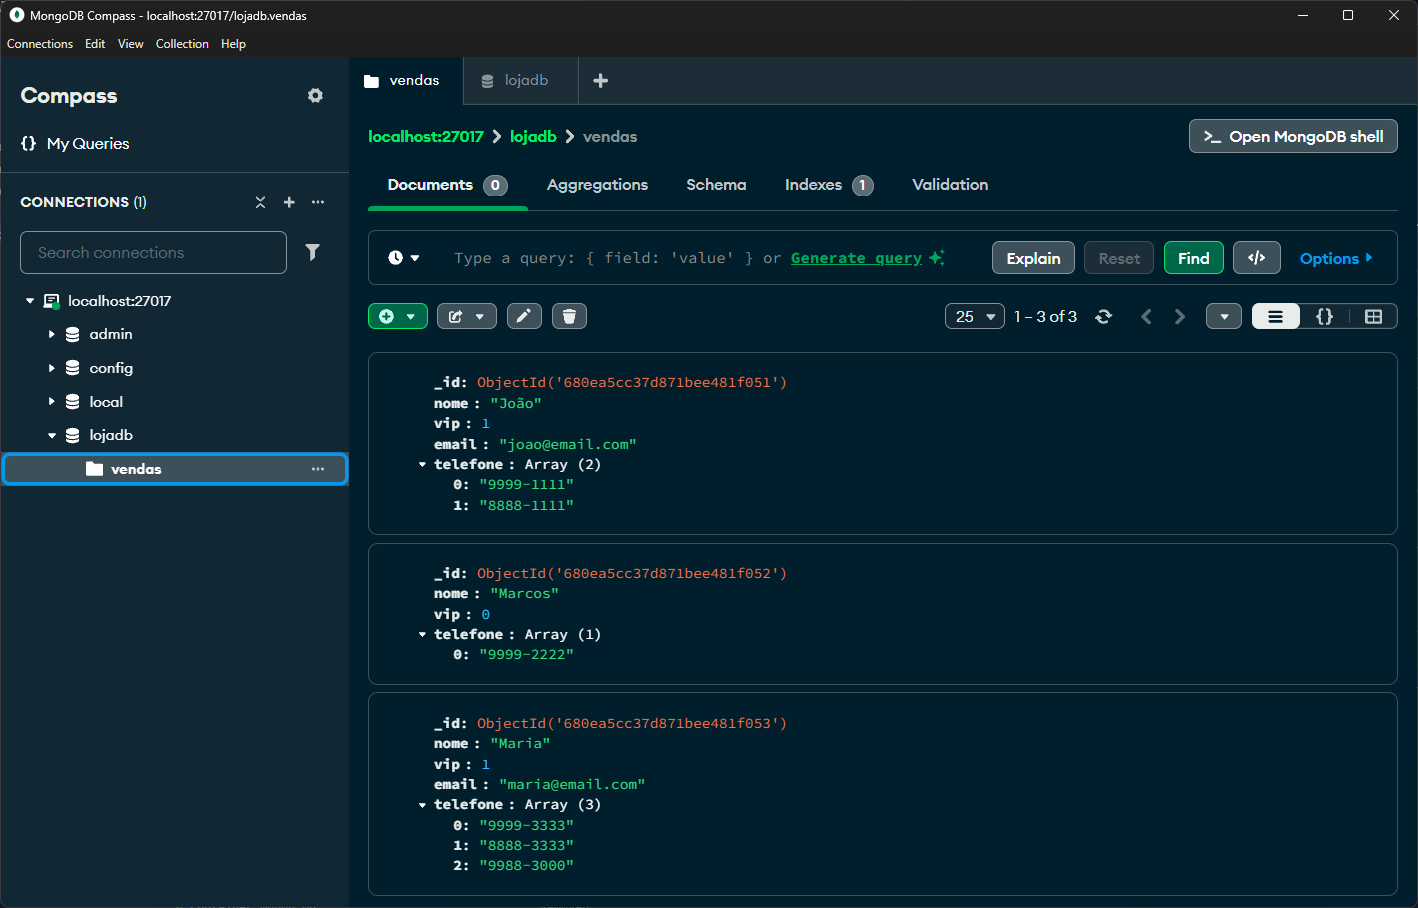 MongoDB Compass - localhost:27017/lojadb.vendas
Connections Edit View Collection Help
Compass
{} My Queries
CONNECTIONS (1)
Search connections
localhost:27017
admin
config
local
lojadb
vendas
vendas
lojadb
localhost:27017 > lojadb > vendas
>_ Open MongoDB shell
Documents 0 Aggregations Schema Indexes 1 Validation
Type a query: { field: 'value' } or Generate query
Explain Reset Find </> Options
25 1 – 3 of 3 {}
_id: ObjectId('680ea5cc37d871bee481f051')
nome : "João"
vip : 1
email : "joao@email.com"
telefone : Array (2)
0: "9999-1111"
1: "8888-1111"
_id: ObjectId('680ea5cc37d871bee481f052')
nome : "Marcos"
vip : 0
telefone : Array (1)
0: "9999-2222"
_id: ObjectId('680ea5cc37d871bee481f053')
nome : "Maria"
vip : 1
email : "maria@email.com"
telefone : Array (3)
0: "9999-3333"
1: "8888-3333"
2: "9988-3000"